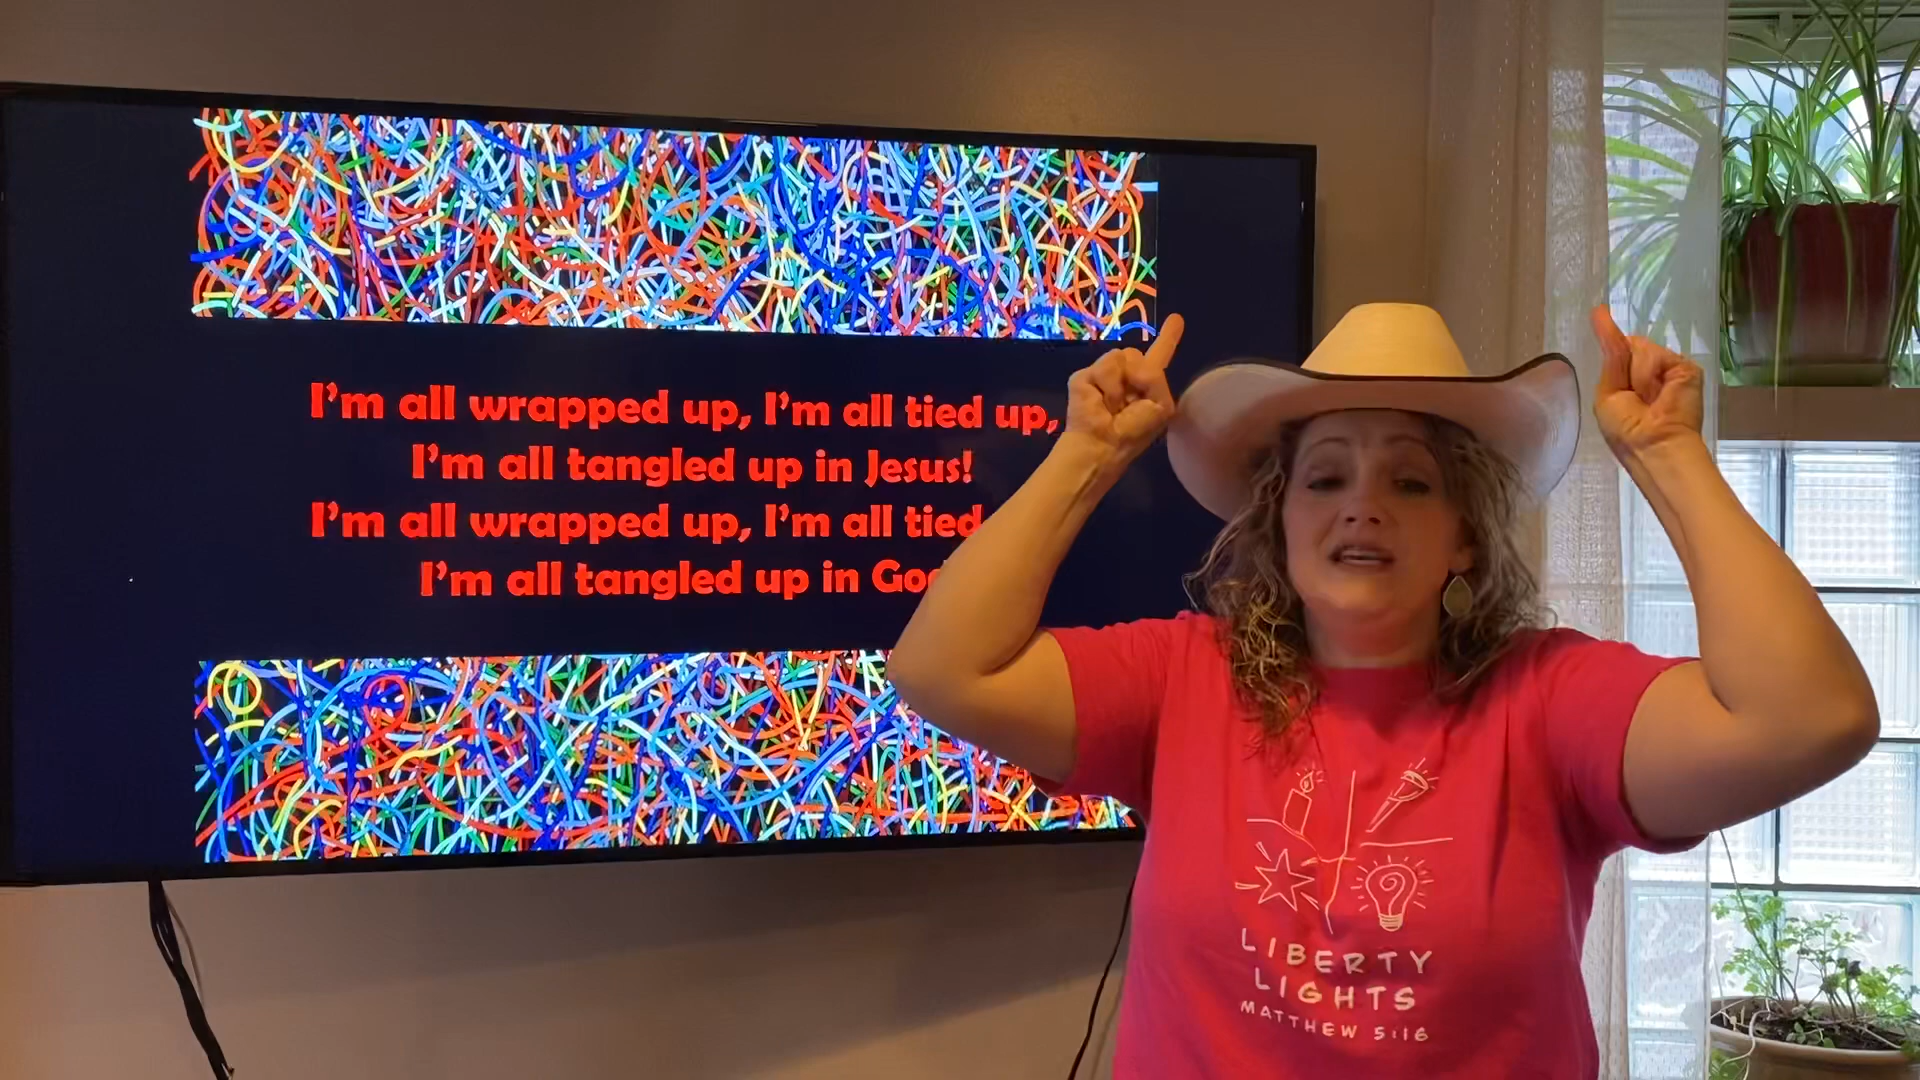 I'm all wrapped up, I'm all tied up,
I'm all tangled up in Jesus!
I'm all wrapped up, I'm all tied
I'm all tangled up in
LIBERTY
LIGHTS
MATTHEW 5:16